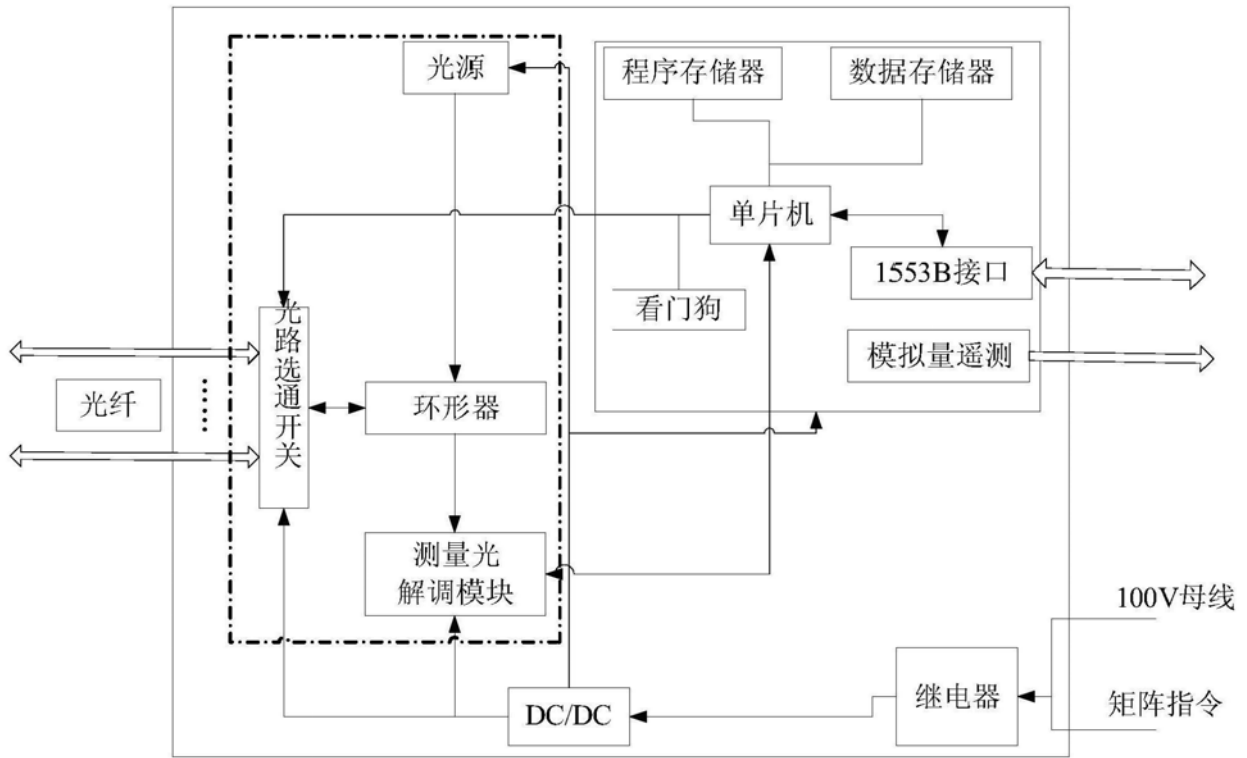 光源
程序存储器
数据存储器
单片机
1553B接口
看门狗
光路选通开关
模拟量遥测
光纤
······
环形器
测量光
解调模块
100V母线
继电器
矩阵指令
DC/DC